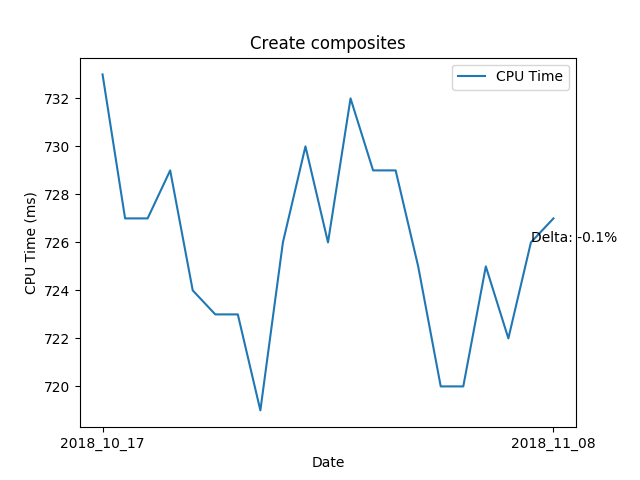 Create composites
CPU Time
732
730
728
726
724
722
720
CPU Time (ms)
Delta: -0.1%
2018_10_17
2018_11_08
Date